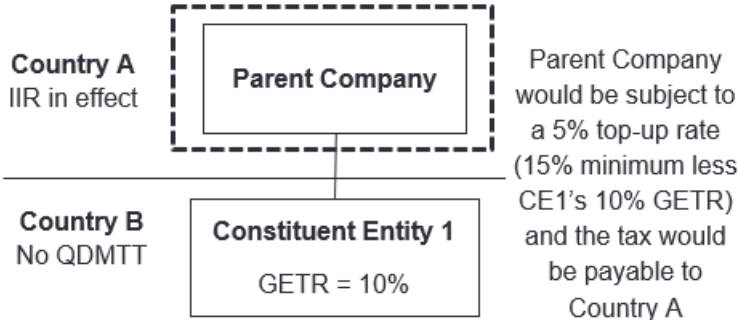 Country A
IIR in effect
Parent Company
Country B
No QDMTT
Constituent Entity 1
GETR = 10%
Parent Company
would be subject to
a 5% top-up rate
(15% minimum less
CE1's 10% GETR)
and the tax would
be payable to
Country A